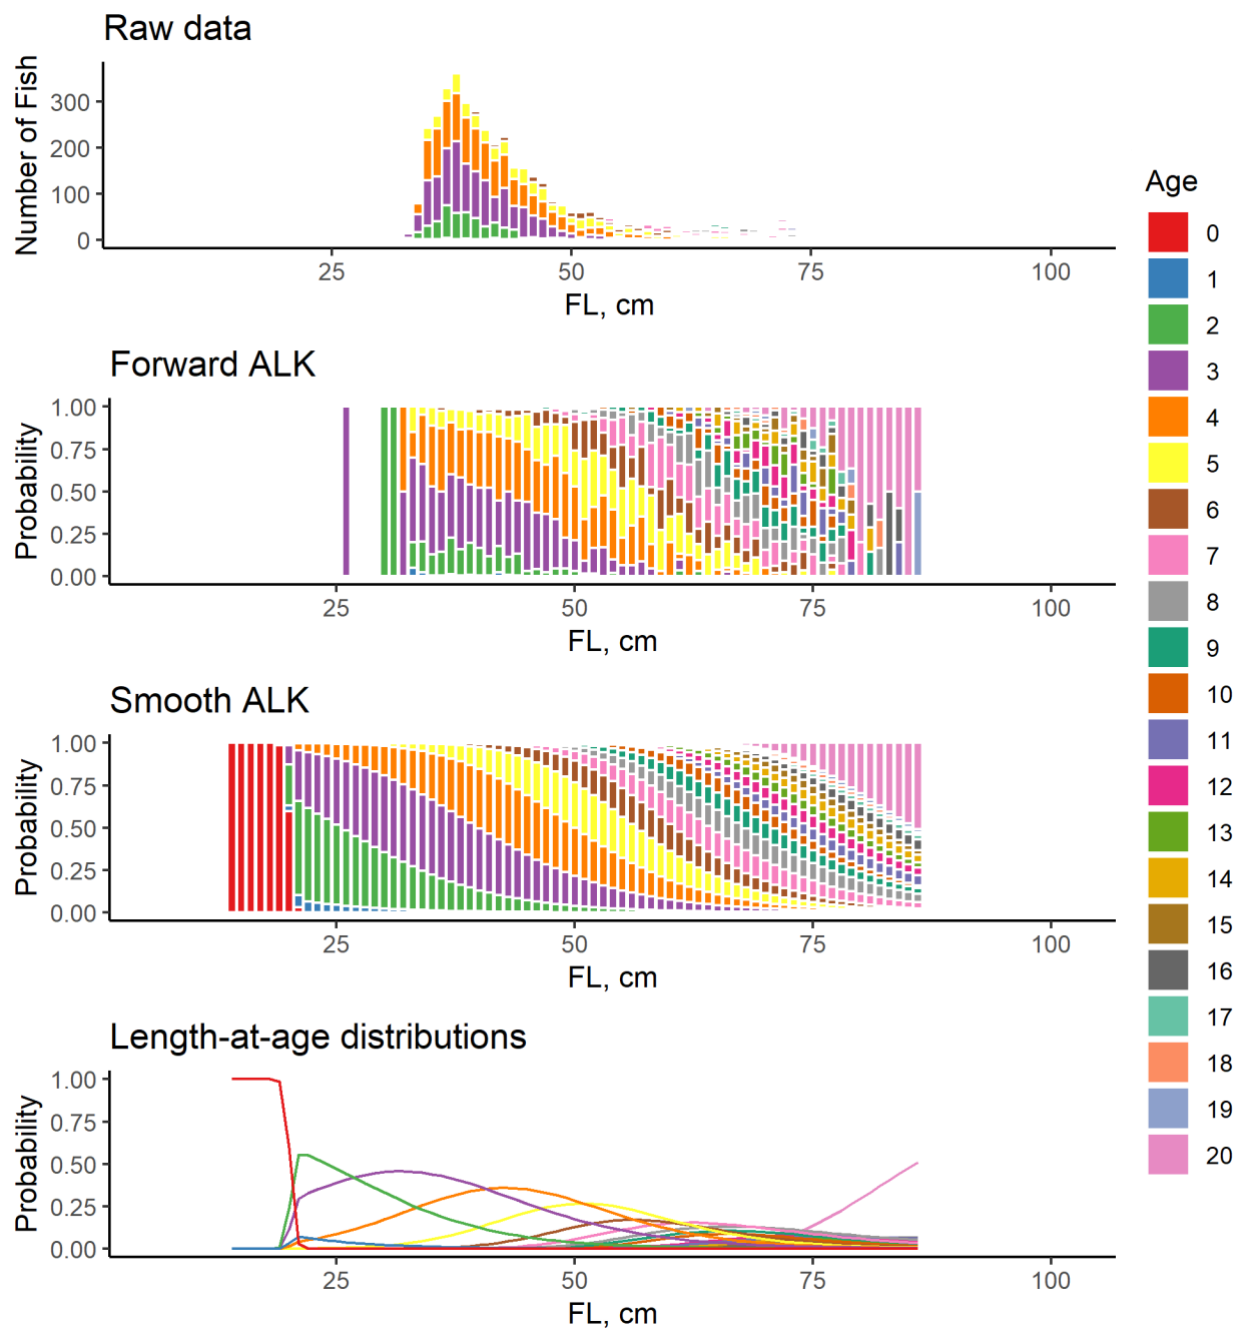 Raw data
Number of Fish
300
200
100
0
25 50 75 100
FL, cm
Forward ALK
Probability
1.00
0.75
0.50
0.25
0.00
25 50 75 100
FL, cm
Smooth ALK
Probability
1.00
0.75
0.50
0.25
0.00
25 50 75 100
FL, cm
Length-at-age distributions
Probability
1.00
0.75
0.50
0.25
0.00
25 50 75 100
FL, cm
Age
0
1
2
3
4
5
6
7
8
9
10
11
12
13
14
15
16
17
18
19
20